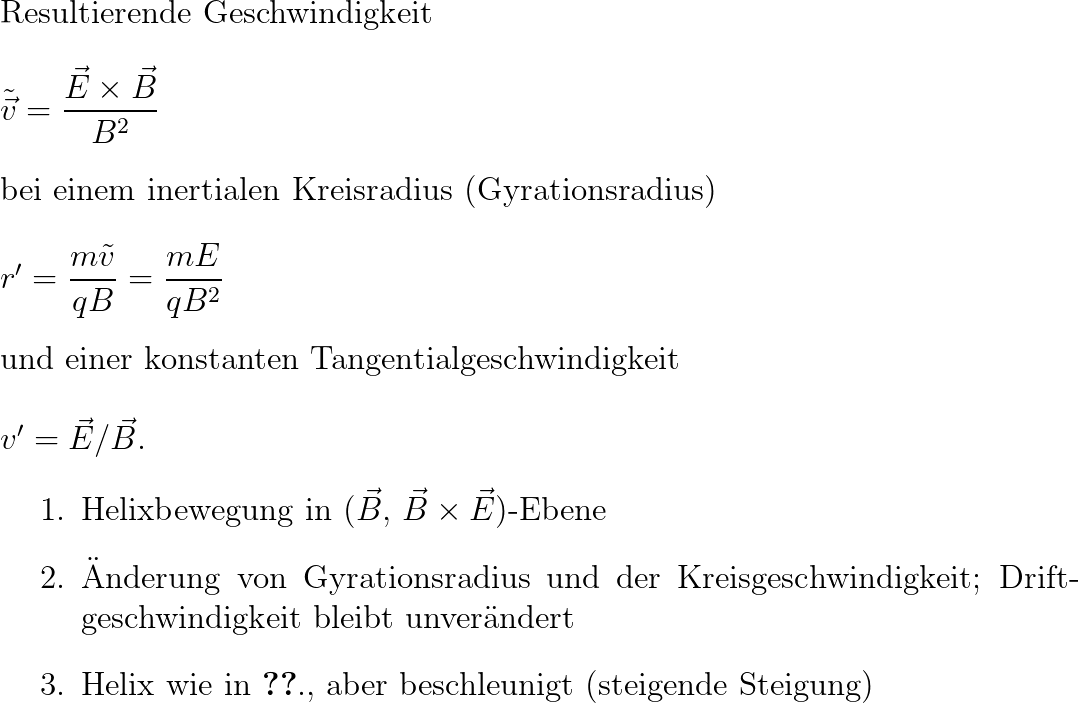 Resultierende Geschwindigkeit
$\tilde{\vec{v}} = \frac{\vec{E} \times \vec{B}}{B^2}$
bei einem inertialen Kreisradius (Gyrationsradius)
$r' = \frac{m\tilde{v}}{qB} = \frac{mE}{qB^2}$
und einer konstanten Tangentialgeschwindigkeit
$v' = \vec{E}/\vec{B}.$
1. Helixbewegung in ($\vec{B}$, $\vec{B} \times \vec{E}$)-Ebene
2. Änderung von Gyrationsradius und der Kreisgeschwindigkeit; Drift-
geschwindigkeit bleibt unverändert
3. Helix wie in ??., aber beschleunigt (steigende Steigung)